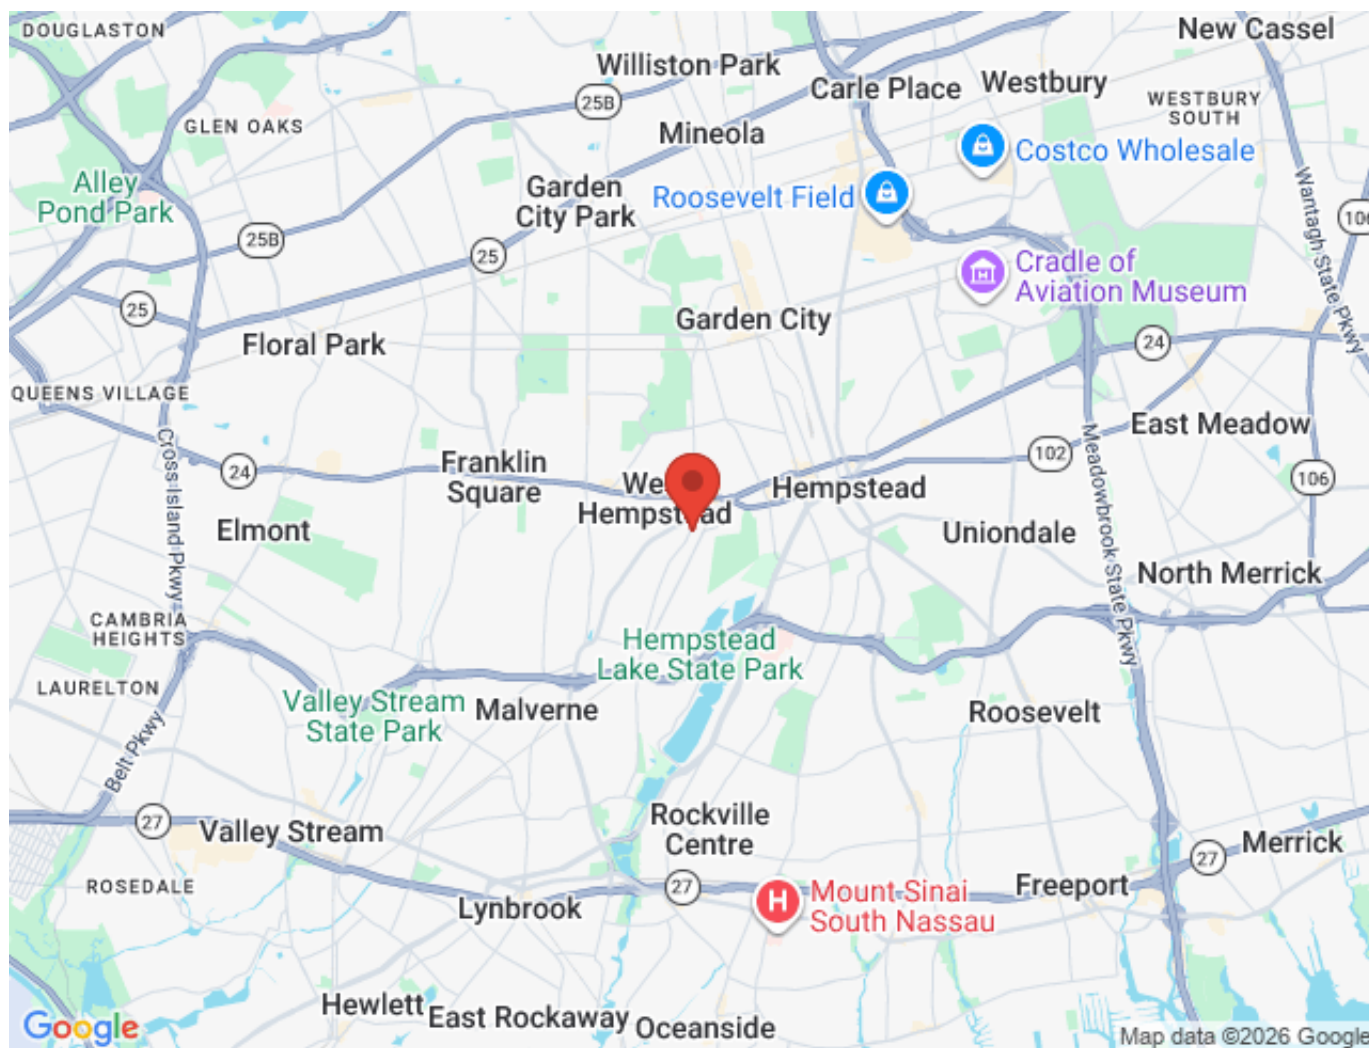 DOUGLASTON
New Cassel
Williston Park
Carle Place
Westbury
25B
WESTBURY
SOUTH
GLEN OAKS
Mineola
Costco Wholesale
Alley
Pond Park
Garden
City Park
Roosevelt Field
Wantagh State Pkwy
106
25B
25
Cradle of
Aviation Museum
25
Garden City
Floral Park
24
QUEENS VILLAGE
East Meadow
Cross Island Pkwy
24
Franklin
Square
Hempstead
102
Meadowbrook State Pkwy
106
Hempstead
Elmont
Uniondale
North Merrick
CAMBRIA
HEIGHTS
Hempstead
Lake State Park
LAURELTON
Valley Stream
State Park
Malverne
Roosevelt
Belt Pkwy
27
Valley Stream
Rockville
Centre
Merrick
27
ROSEDALE
27
Freeport
Lynbrook
Mount Sinai
South Nassau
Hewlett
East Rockaway
Oceanside
Google
Map data ©2026 Google